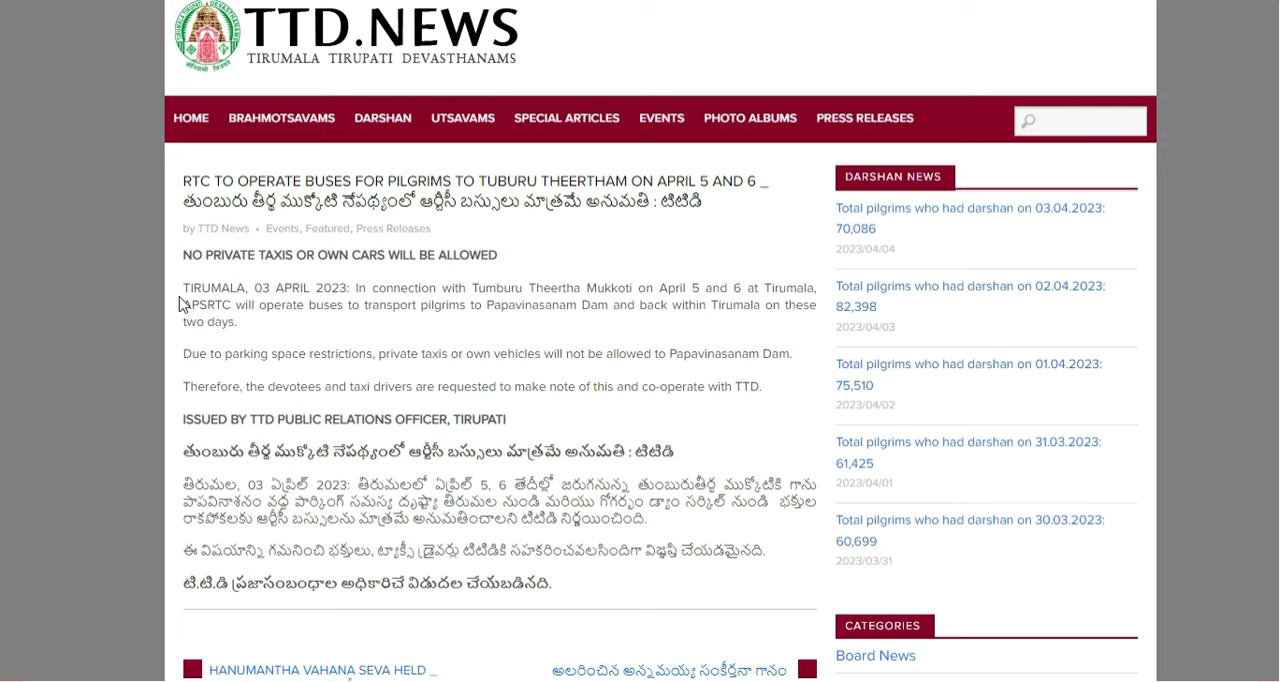 TTD.NEWS
TIRUMALA TIRUPATI DEVASTHANAMS
HOME BRAHMOTSAVAMS DARSHAN UTSAVAMS SPECIAL ARTICLES EVENTS PHOTO ALBUMS PRESS RELEASES
RTC TO OPERATE BUSES FOR PILGRIMS TO TUBURU THEERTHAM ON APRIL 5 AND 6 _
తుంబురు తీర్థ ముక్కోటి నేపథ్యంలో ఆర్టీసీ బస్సులు మాత్రమే అనుమతి : టిటిడి
by TTD News • Events, Featured, Press Releases
NO PRIVATE TAXIS OR OWN CARS WILL BE ALLOWED
TIRUMALA, 03 APRIL 2023: In connection with Tumburu Theertha Mukkoti on April 5 and 6 at Tirumala,
APSRTC will operate buses to transport pilgrims to Papavinasanam Dam and back within Tirumala on these
two days.
Due to parking space restrictions, private taxis or own vehicles will not be allowed to Papavinasanam Dam.
Therefore, the devotees and taxi drivers are requested to make note of this and co-operate with TTD.
ISSUED BY TTD PUBLIC RELATIONS OFFICER, TIRUPATI
తుంబురు తీర్థ ముక్కోటి నేపథ్యంలో ఆర్టీసీ బస్సులు మాత్రమే అనుమతి : టిటిడి
తిరుమల, 03 ఏప్రిల్ 2023: తిరుమలలో ఏప్రిల్ 5, 6 తేదీల్లో జరుగనున్న తుంబురుతీర్థ ముక్కోటికి గాను
పాపవినాశనం వద్ద పార్కింగ్ సమస్య దృష్ట్యా తిరుమల నుండి మరియు గోగర్భం డ్యాం సర్కిల్ నుండి భక్తుల
రాకపోకలకు ఆర్టీసీ బస్సులను మాత్రమే అనుమతించాలని టిటిడి నిర్ణయించింది.
ఈ విషయాన్ని గమనించి భక్తులు, ట్యాక్సీ డ్రైవర్లు టిటిడికి సహకరించవలసిందిగా విజ్ఞప్తి చేయడమైనది.
టి.టి.డి ప్రజాసంబంధాల అధికారిచే విడుదల చేయబడినది.
HANUMANTHA VAHANA SEVA HELD _
అలరించిన అన్నమయ్య సంకీర్తనా గానం
DARSHAN NEWS
Total pilgrims who had darshan on 03.04.2023:
70,086
2023/04/04
Total pilgrims who had darshan on 02.04.2023:
82,398
2023/04/03
Total pilgrims who had darshan on 01.04.2023:
75,510
2023/04/02
Total pilgrims who had darshan on 31.03.2023:
61,425
2023/04/01
Total pilgrims who had darshan on 30.03.2023:
60,699
2023/03/31
CATEGORIES
Board News